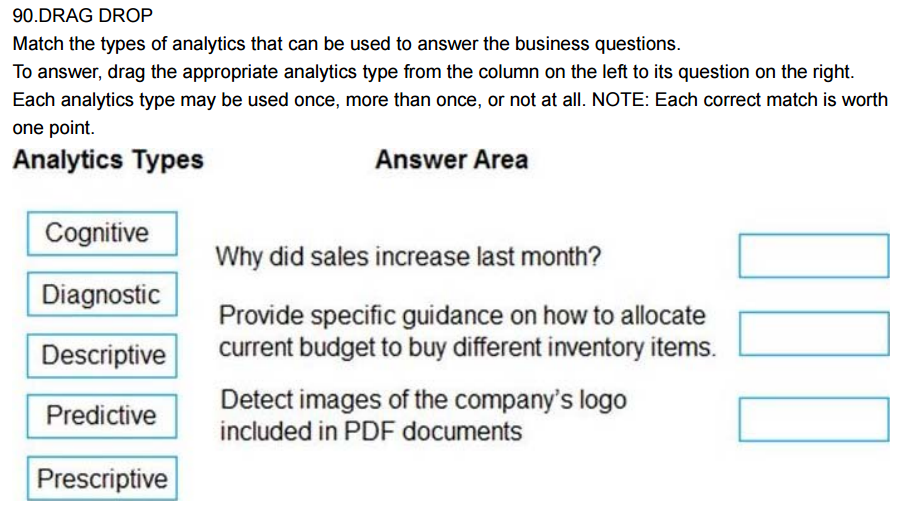 90.DRAG DROP
Match the types of analytics that can be used to answer the business questions.
To answer, drag the appropriate analytics type from the column on the left to its question on the right.
Each analytics type may be used once, more than once, or not at all. NOTE: Each correct match is worth
one point.
Analytics Types
Answer Area
Cognitive
Diagnostic
Descriptive
Predictive
Prescriptive
Why did sales increase last month?
Provide specific guidance on how to allocate
current budget to buy different inventory items.
Detect images of the company's logo
included in PDF documents